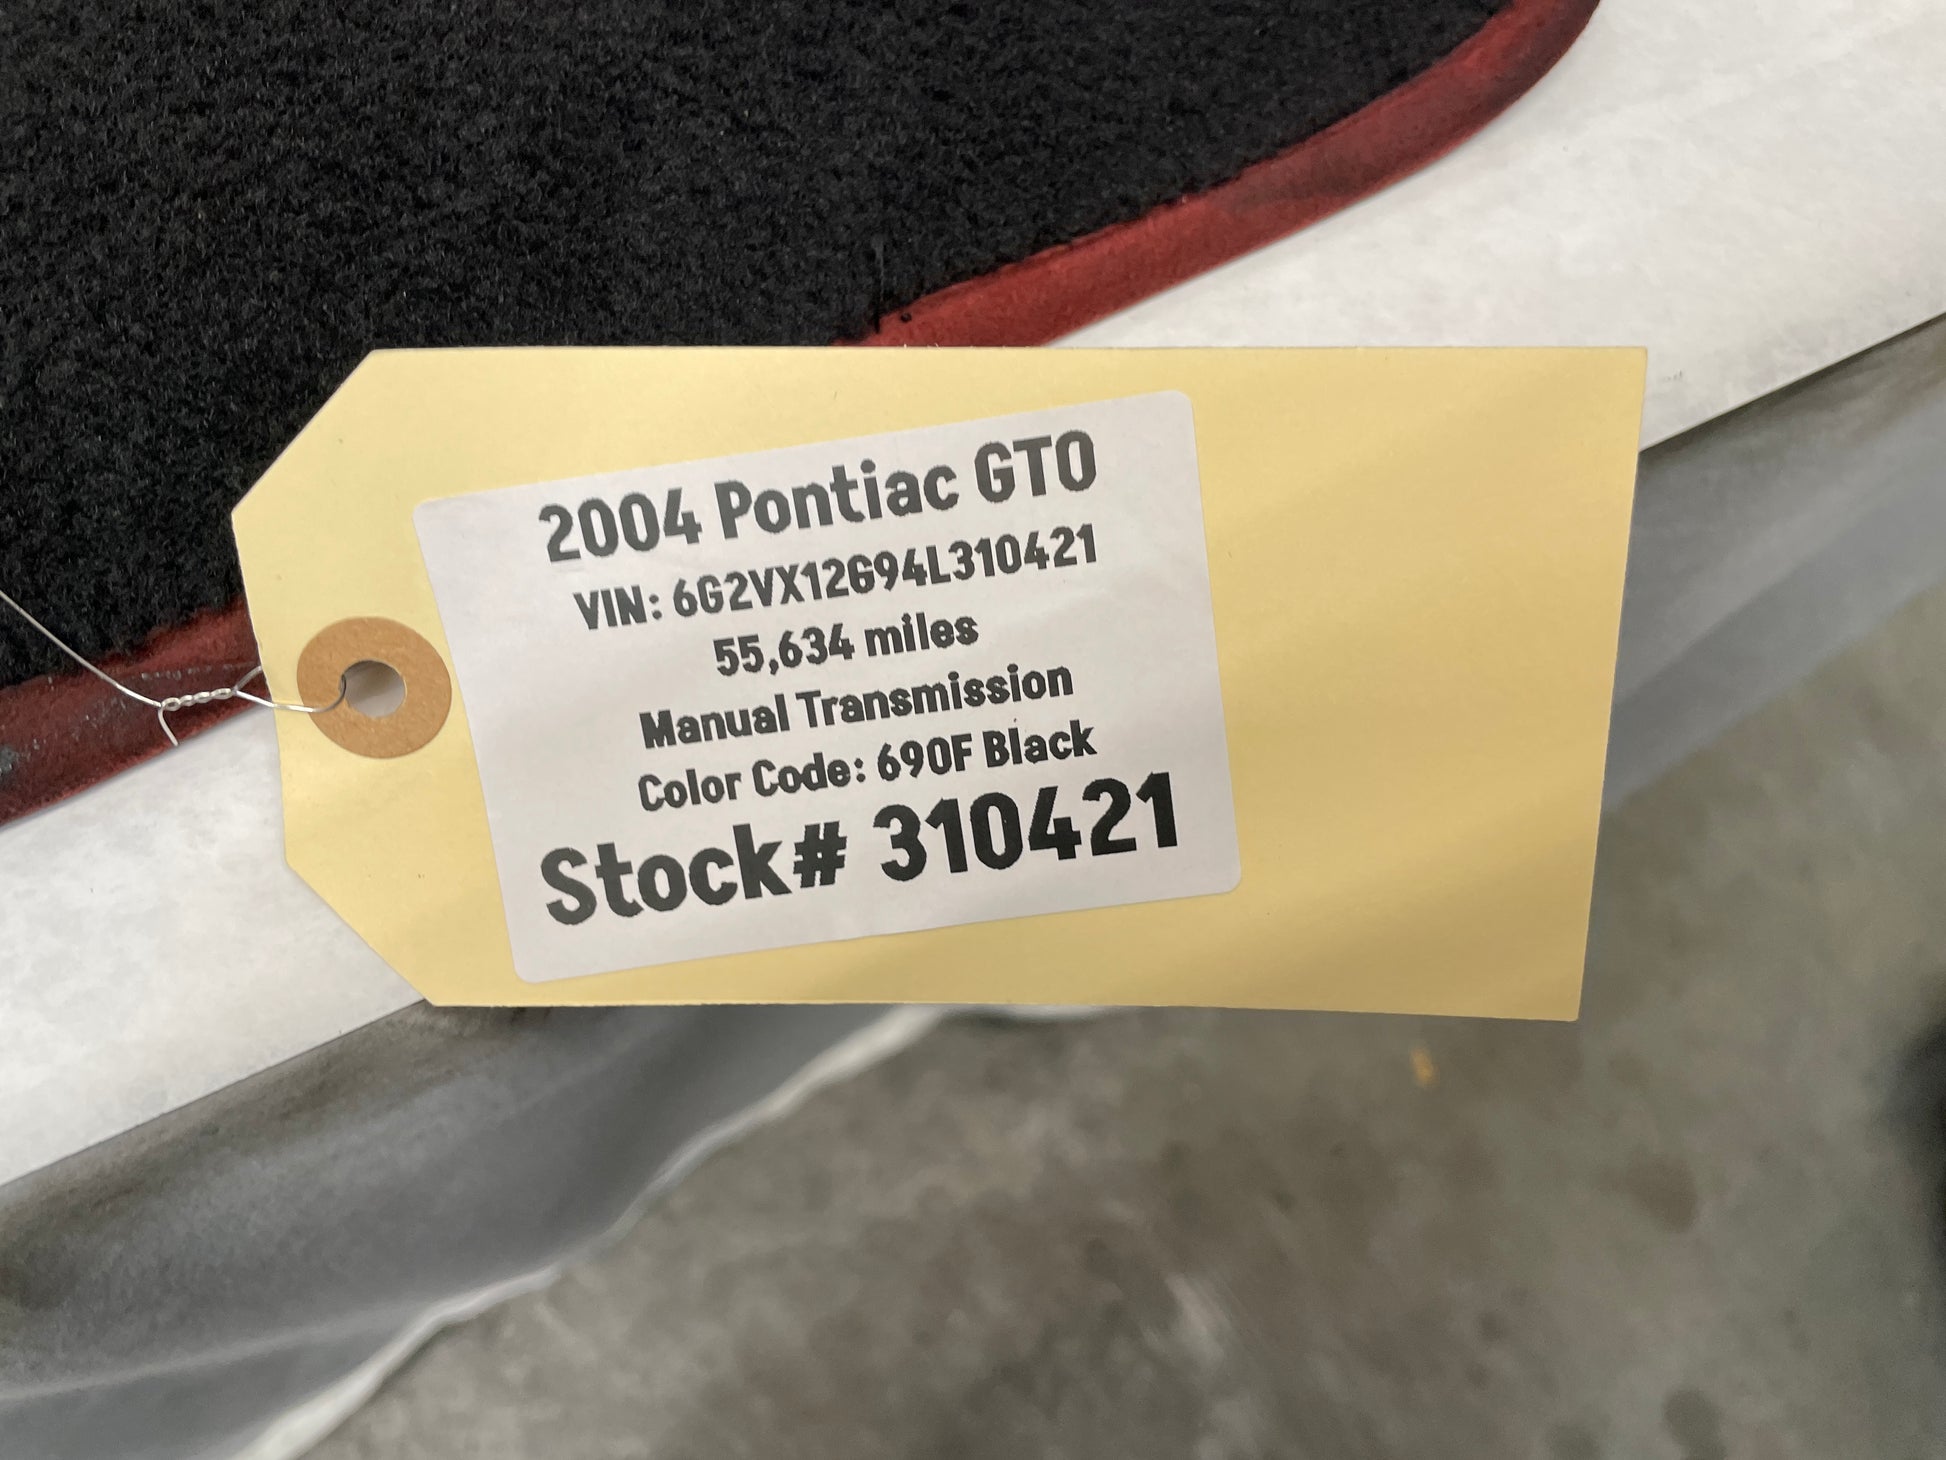 2004 Pontiac GTO
VIN: 6G2VX12G94L310421
55,634 miles
Manual Transmission
Color Code: 690F Black
Stock# 310421